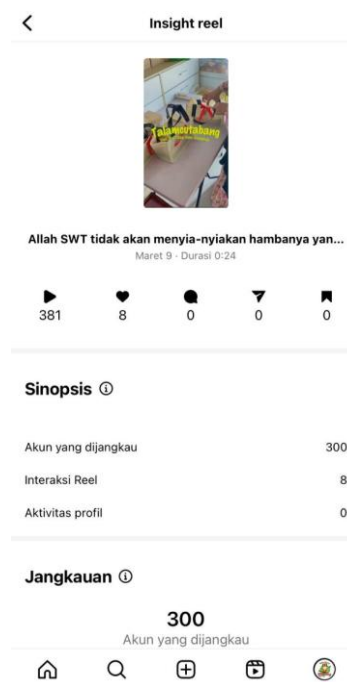 Insight reel
Talameutabang
Allah SWT tidak akan menyia-nyiakan hambanya yan...
Maret 9 · Durasi 0:24
381 8 0 0 0
Sinopsis
Akun yang dijangkau 300
Interaksi Reel 8
Aktivitas profil 0
Jangkauan
300
Akun yang dijangkau